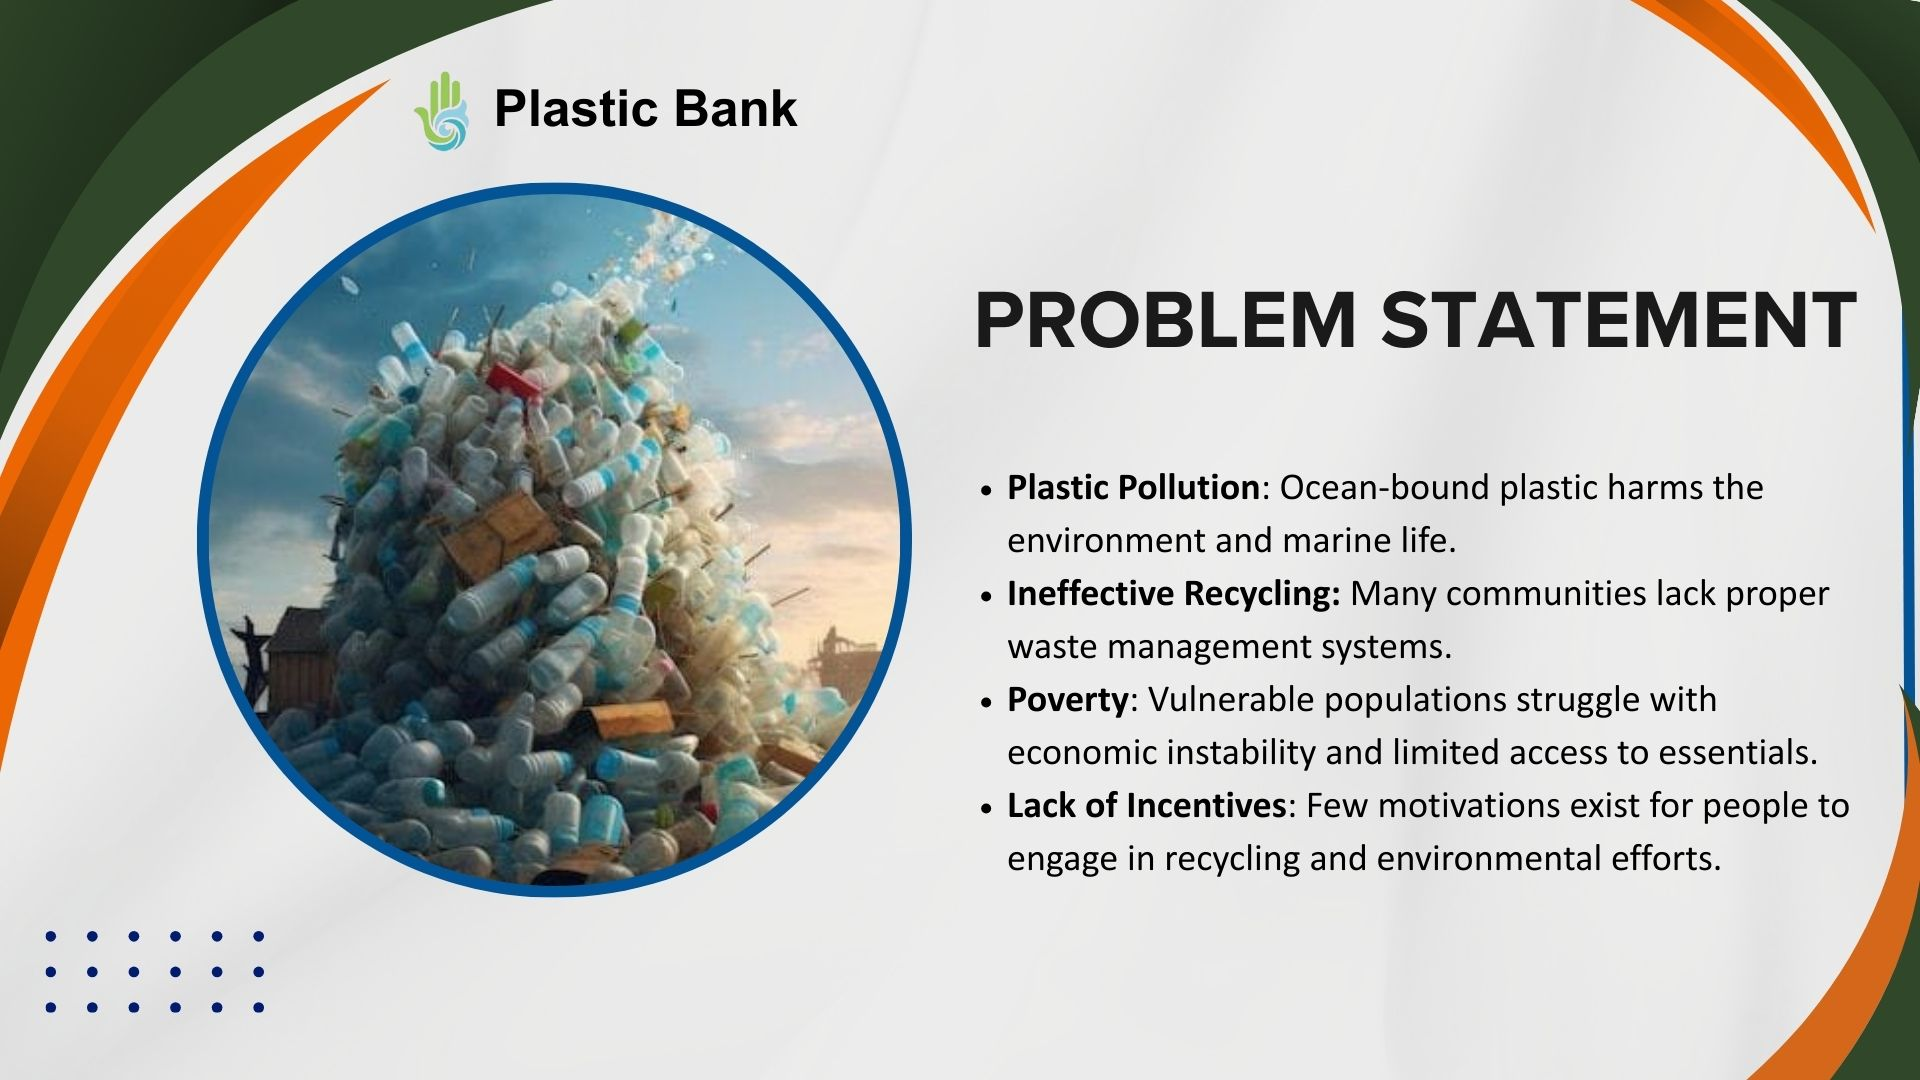 Plastic Bank
PROBLEM STATEMENT
• Plastic Pollution: Ocean-bound plastic harms the
environment and marine life.
• Ineffective Recycling: Many communities lack proper
waste management systems.
• Poverty: Vulnerable populations struggle with
economic instability and limited access to essentials.
• Lack of Incentives: Few motivations exist for people to
engage in recycling and environmental efforts.